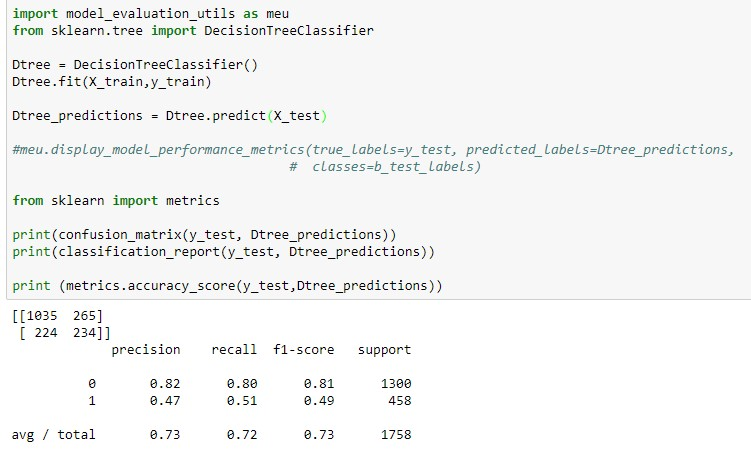 import model_evaluation_utils as meu
from sklearn.tree import DecisionTreeClassifier
Dtree = DecisionTreeClassifier()
Dtree.fit(X_train,y_train)
Dtree_predictions = Dtree.predict(X_test)
#meu.display_model_performance_metrics(true_labels=y_test, predicted_labels=Dtree_predictions,
# classes=b_test_labels)
from sklearn import metrics
print(confusion_matrix(y_test, Dtree_predictions))
print(classification_report(y_test, Dtree_predictions))
print (metrics.accuracy_score(y_test,Dtree_predictions))
[[1035 265]
[ 224 234]]
precision recall f1-score support
0 0.82 0.80 0.81 1300
1 0.47 0.51 0.49 458
avg / total 0.73 0.72 0.73 1758